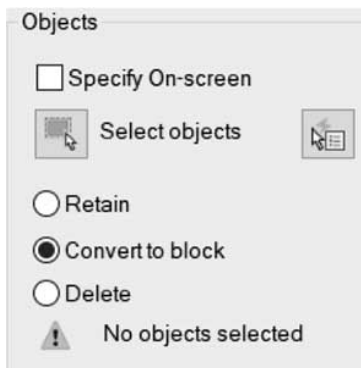 Objects
Specify On-screen
Select objects
Retain
Convert to block
Delete
No objects selected